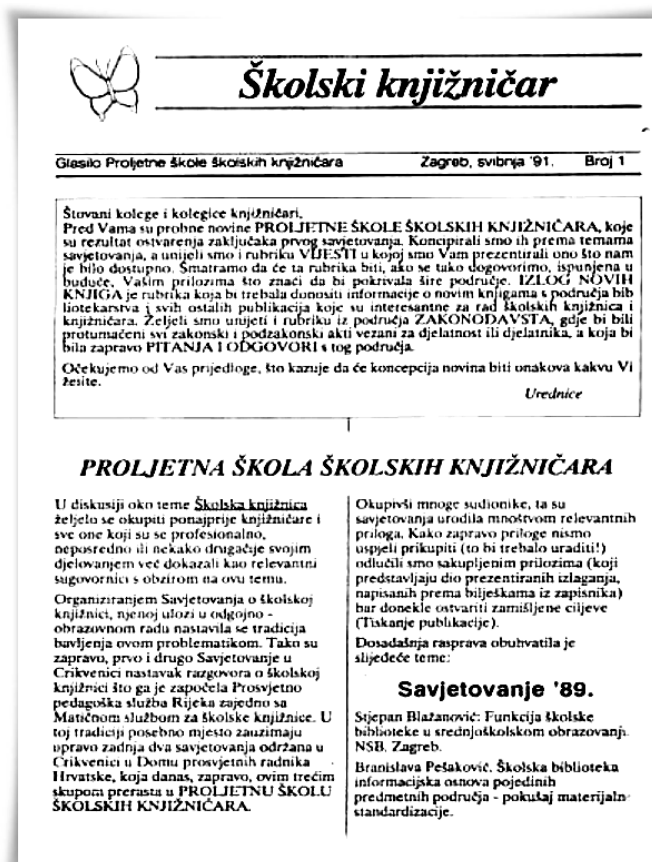 Školski knjižničar
Glasilo Proljetne škole školskih knjižničara Zagreb, svibnja '91. Broj 1
Štovani kolege i kolegice knjižničari,
Pred Vama su probne novine PROLJETNE ŠKOLE ŠKOLSKIH KNJIŽNIČARA, koje
su rezultat ostvarenja zaključaka prvog savjetovanja. Koncipirali smo ih prema temama
savjetovanja, a unijeli smo i rubriku VIJESTI u kojoj smo Vam prezentirali ono što nam
je bilo dostupno. Smatramo da će ta rubrika biti, ako se tako dogovorimo, ispunjena u
buduće, Vašim prilozima što znači da bi pokrivala šire područje. IZLOG NOVIH
KNJIGA je rubrika koja bi trebala donositi informacije o novim knjigama s područja bib
liotekarstva i svih ostalih publikacija koje su interesantne za rad školskih knjižnica i
knjižničara. Željeli smo unijeti i rubriku iz područja ZAKONODAVSTA, gdje bi bili
protumačeni svi zakonski i podzakonski akti vezani za djelatnost ili djelatnika, a koja bi
bila zapravo PITANJA I ODGOVORI s tog područja.
Očekujemo od Vas prijedloge, što kazuje da će koncepcija novina biti onakova kakvu Vi
želite.
Urednice
PROLJETNA ŠKOLA ŠKOLSKIH KNJIŽNIČARA
U diskusiji oko teme Školska knjižnica
željelo se okupiti ponajprije knjižničare i
sve one koji su se profesionalno,
neposredno ili nekako drugačije svojim
djelovanjem već dokazali kao relevantni
sugovornici s obzirom na ovu temu.
Organiziranjem Savjetovanja o školskoj
knjižnici, njenoj ulozi u odgojno -
obrazovnom radu nastavila se tradicija
bavljenja ovom problematikom. Tako su
zapravo, prvo i drugo Savjetovanje u
Crikvenici nastavak razgovora o školskoj
knjižnici što ga je započela Prosvjetno
pedagoška služba Rijeka zajedno sa
Matičnom službom za školske knjižnice. U
toj tradiciji posebno mjesto zauzimaju
upravo zadnja dva savjetovanja održana u
Crikvenici u Domu prosvjetnih radnika
Hrvatske, koja danas, zapravo, ovim trećim
skupom prerasta u PROLJETNU ŠKOLU
ŠKOLSKIH KNJIŽNIČARA.
Okupivši mnoge sudionike, ta su
savjetovanja urodila mnoštvom relevantnih
priloga. Kako zapravo priloge nismo
uspjeli prikupiti (to bi trebalo uraditi!)
odlučili smo sakupljenim prilozima (koji
predstavljaju dio prezentiranih izlaganja,
napisanih prema bilješkama iz zapisnika)
bar donekle ostvariti zamišljene ciljeve
(Tiskanje publikacije).
Dosadašnja rasprava obuhvatila je
slijedeće teme:
Savjetovanje '89.
Stjepan Blažanović: Funkcija školske
biblioteke u srednjoškolskom obrazovanju.
NSB, Zagreb.
Branislava Pešaković. Školska biblioteka
informacijska osnova pojedinih
predmetnih područja - pokušaj materijaln
standardizacije.